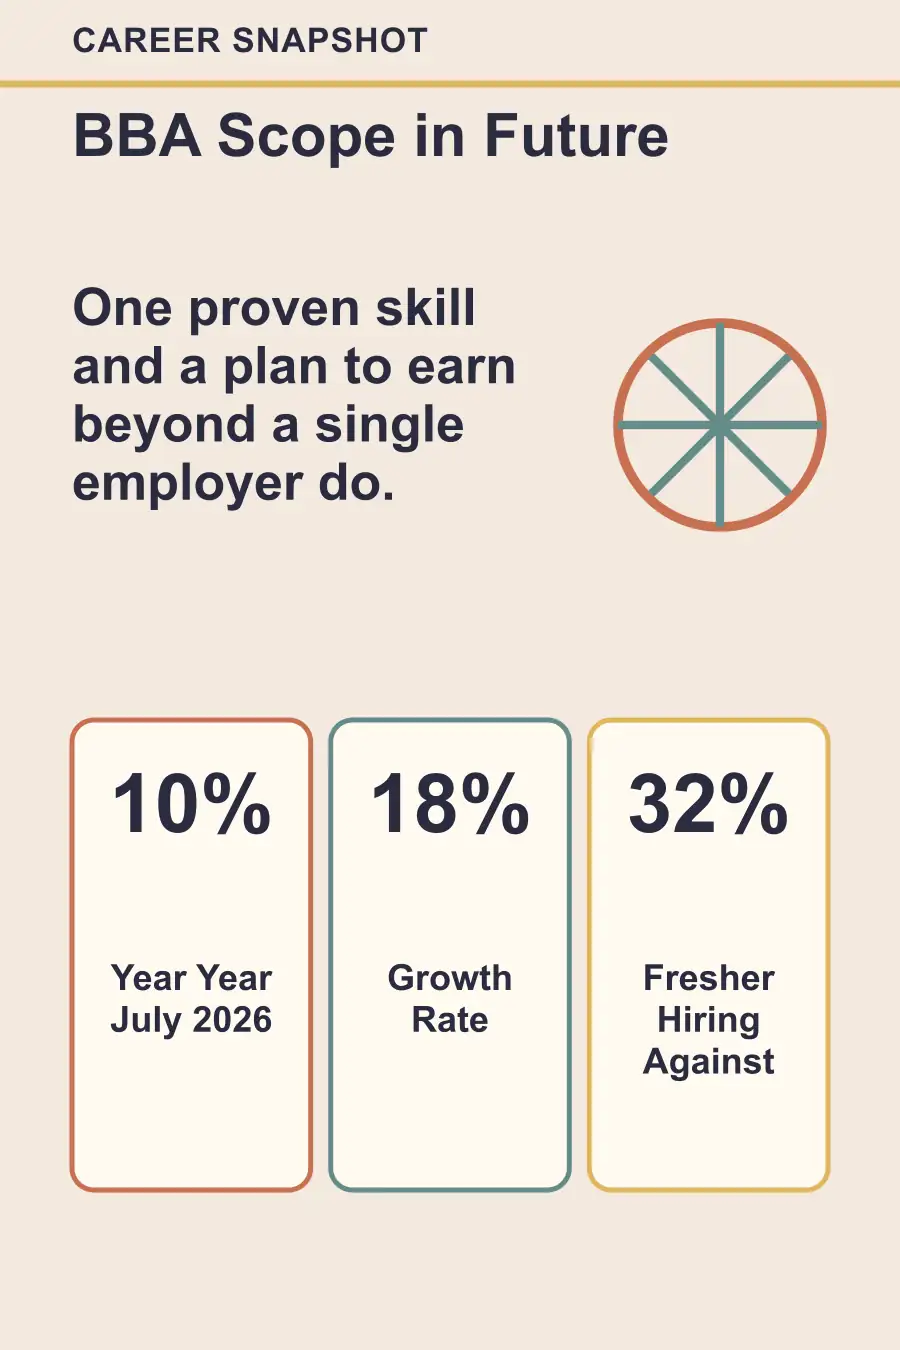 CAREER SNAPSHOT
BBA Scope in Future
One proven skill
and a plan to earn
beyond a single
employer do.
10%
Year Year
July 2026
18%
Growth
Rate
32%
Fresher
Hiring
Against